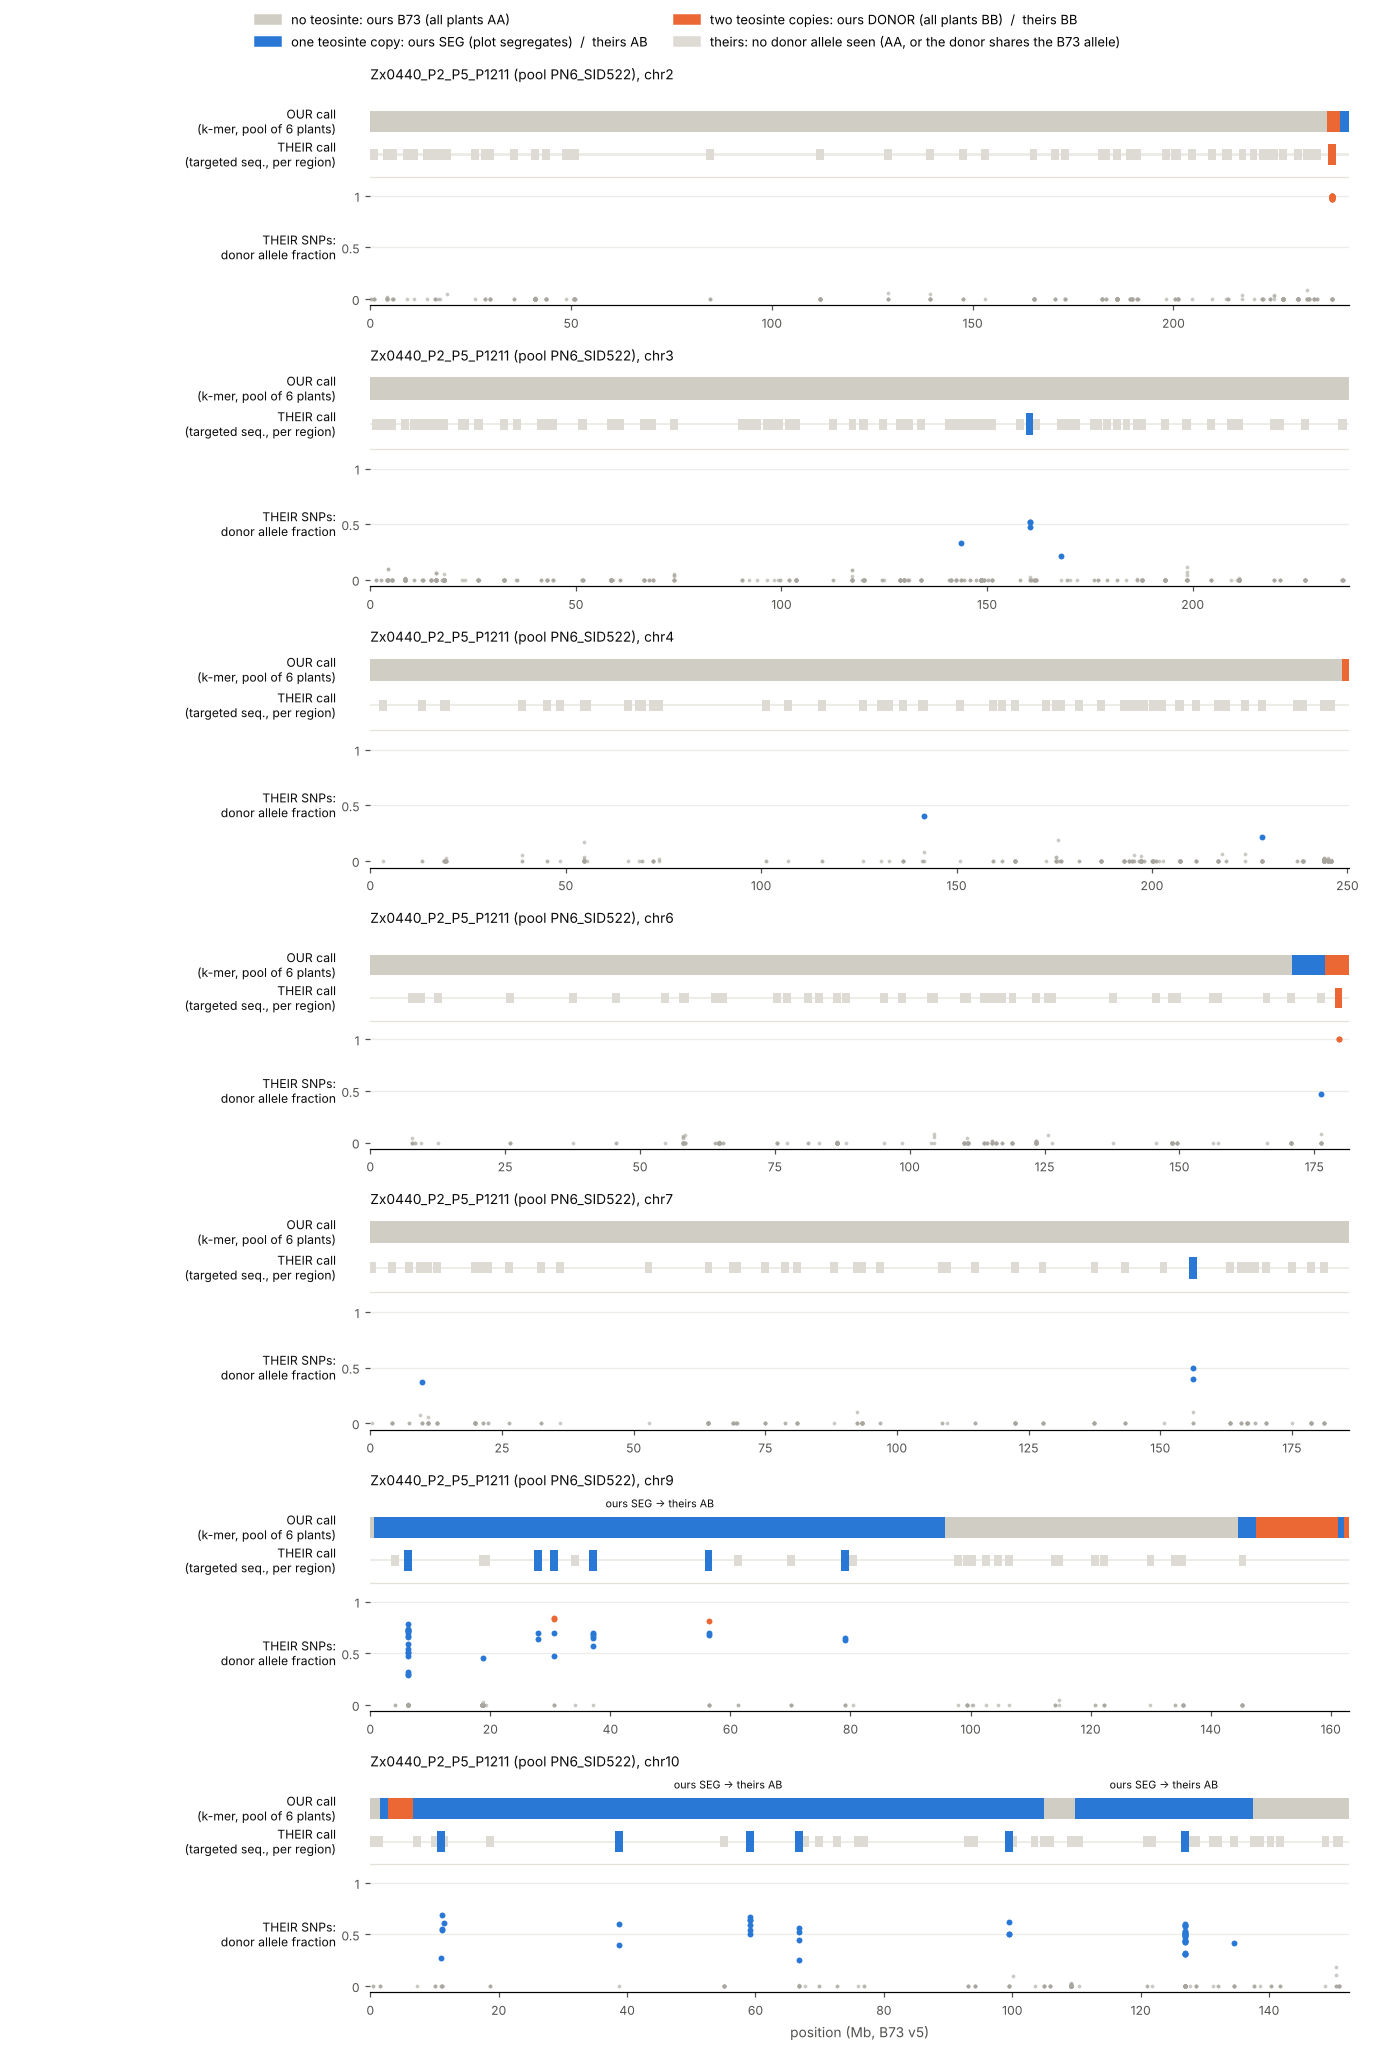 no teosinte: ours B73 (all plants AA)
two teosinte copies: ours DONOR (all plants BB) / theirs BB
one teosinte copy: ours SEG (plot segregates) / theirs AB
theirs: no donor allele seen (AA, or the donor shares the B73 allele)
Zx0440_P2_P5_P1211 (pool PN6_SID522), chr2
OUR call
(k-mer, pool of 6 plants)
THEIR call
(targeted seq., per region)
1
THEIR SNPs:
donor allele fraction
0.5
0
0 50 100 150 200
Zx0440_P2_P5_P1211 (pool PN6_SID522), chr3
OUR call
(k-mer, pool of 6 plants)
THEIR call
(targeted seq., per region)
1
THEIR SNPs:
donor allele fraction
0.5
0
0 50 100 150 200
Zx0440_P2_P5_P1211 (pool PN6_SID522), chr4
OUR call
(k-mer, pool of 6 plants)
THEIR call
(targeted seq., per region)
1
THEIR SNPs:
donor allele fraction
0.5
0
0 50 100 150 200 250
Zx0440_P2_P5_P1211 (pool PN6_SID522), chr6
OUR call
(k-mer, pool of 6 plants)
THEIR call
(targeted seq., per region)
1
THEIR SNPs:
donor allele fraction
0.5
0
0 25 50 75 100 125 150 175
Zx0440_P2_P5_P1211 (pool PN6_SID522), chr7
OUR call
(k-mer, pool of 6 plants)
THEIR call
(targeted seq., per region)
1
THEIR SNPs:
donor allele fraction
0.5
0
0 25 50 75 100 125 150 175
Zx0440_P2_P5_P1211 (pool PN6_SID522), chr9
ours SEG → theirs AB
OUR call
(k-mer, pool of 6 plants)
THEIR call
(targeted seq., per region)
1
THEIR SNPs:
donor allele fraction
0.5
0
0 20 40 60 80 100 120 140 160
Zx0440_P2_P5_P1211 (pool PN6_SID522), chr10
ours SEG → theirs AB ours SEG → theirs AB
OUR call
(k-mer, pool of 6 plants)
THEIR call
(targeted seq., per region)
1
THEIR SNPs:
donor allele fraction
0.5
0
0 20 40 60 80 100 120 140
position (Mb, B73 v5)